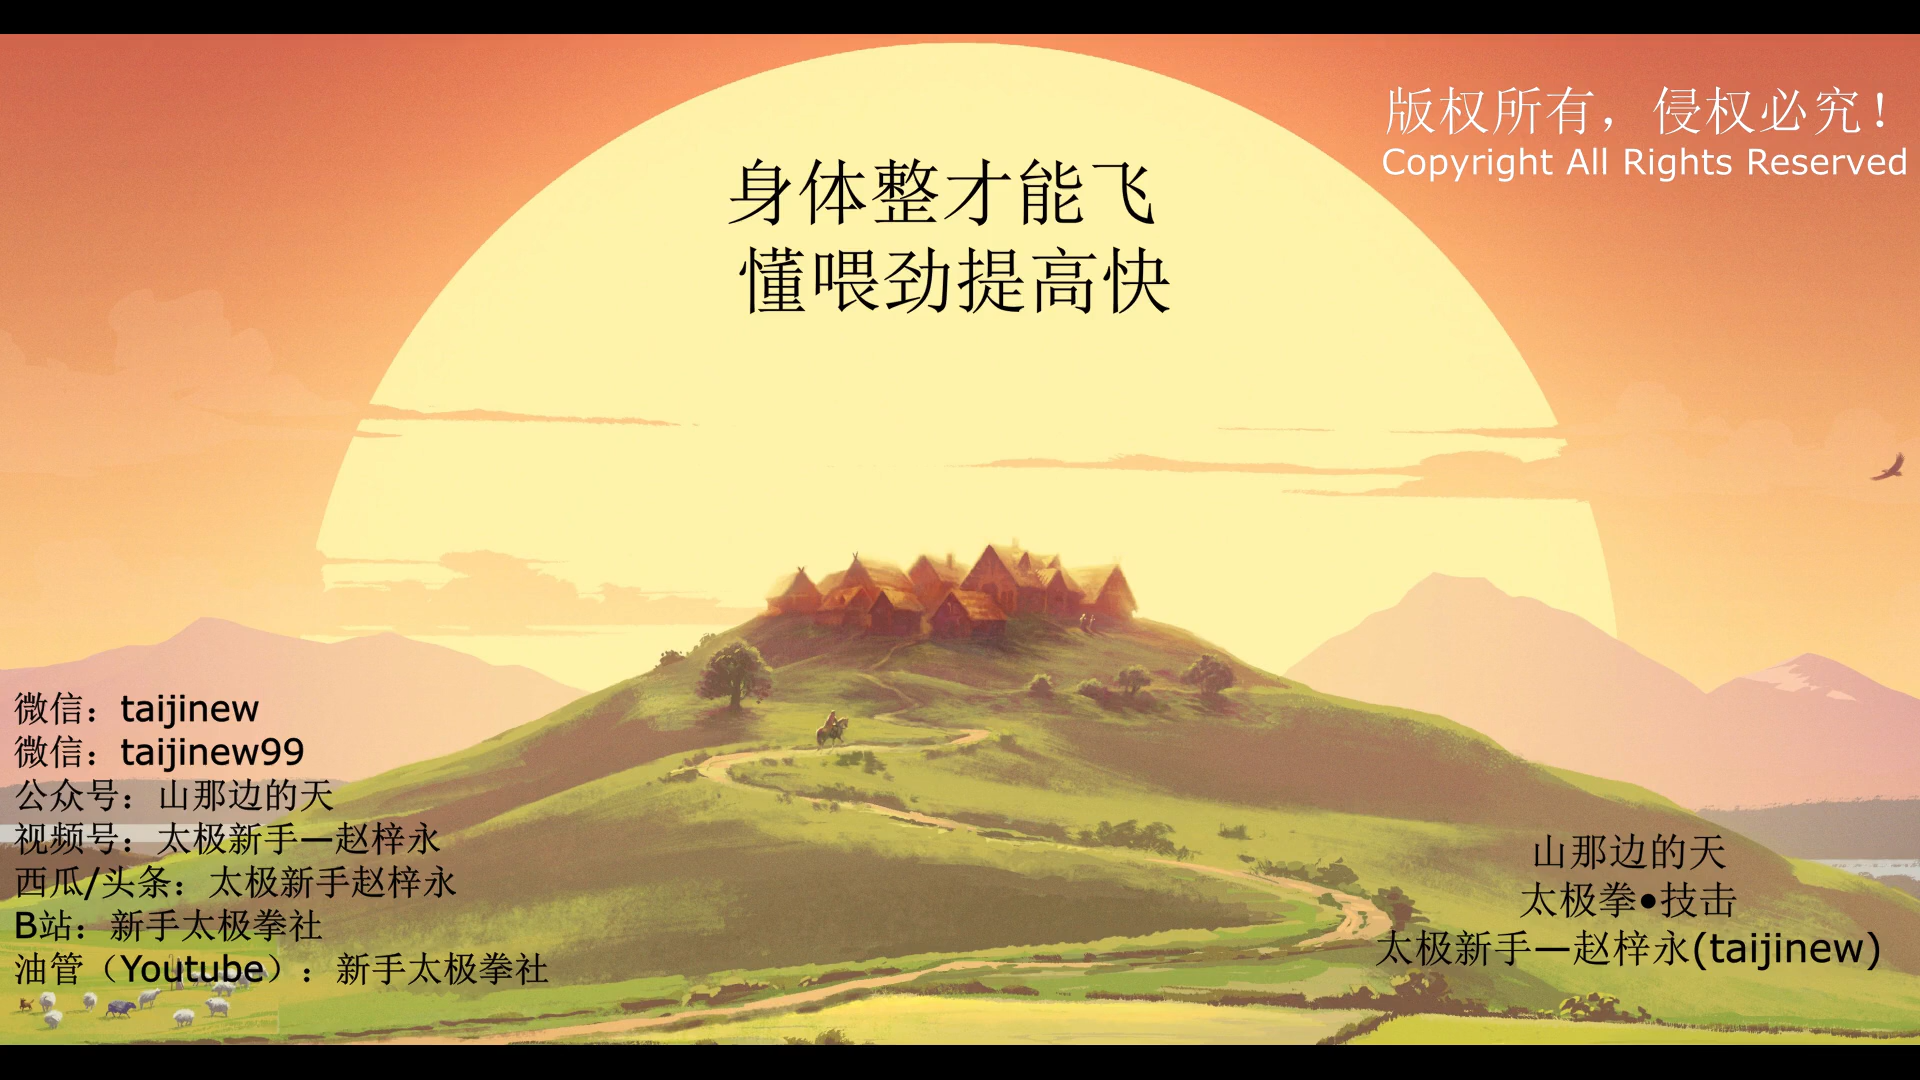 版权所有，侵权必究！
Copyright All Rights Reserved
身体整才能飞
懂喂劲提高快
微信：taijinew
微信：taijinew99
公众号：山那边的天
视频号：太极新手—赵梓永
西瓜/头条：太极新手赵梓永
B站：新手太极拳社
油管（Youtube）：新手太极拳社
山那边的天
太极拳•技击
太极新手—赵梓永(taijinew)